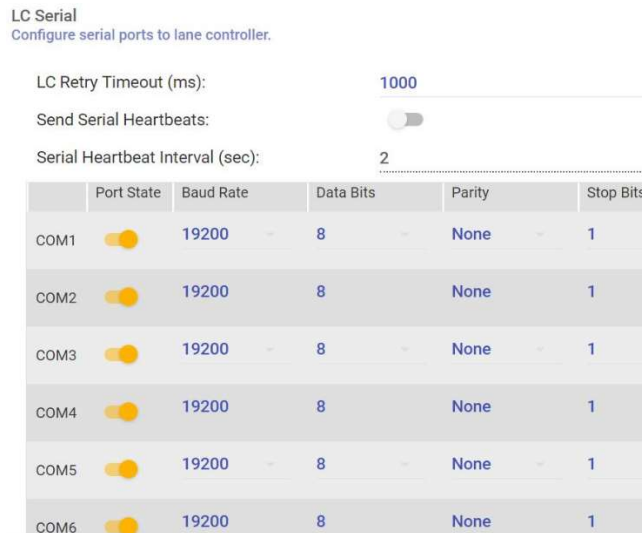 LC Serial
Configure serial ports to lane controller.
LC Retry Timeout (ms): 1000
Send Serial Heartbeats:
Serial Heartbeat Interval (sec): 2
Port State Baud Rate Data Bits Parity Stop Bits
COM1 19200 8 None 1
COM2 19200 8 None 1
COM3 19200 8 None 1
COM4 19200 8 None 1
COM5 19200 8 None 1
COM6 19200 8 None 1